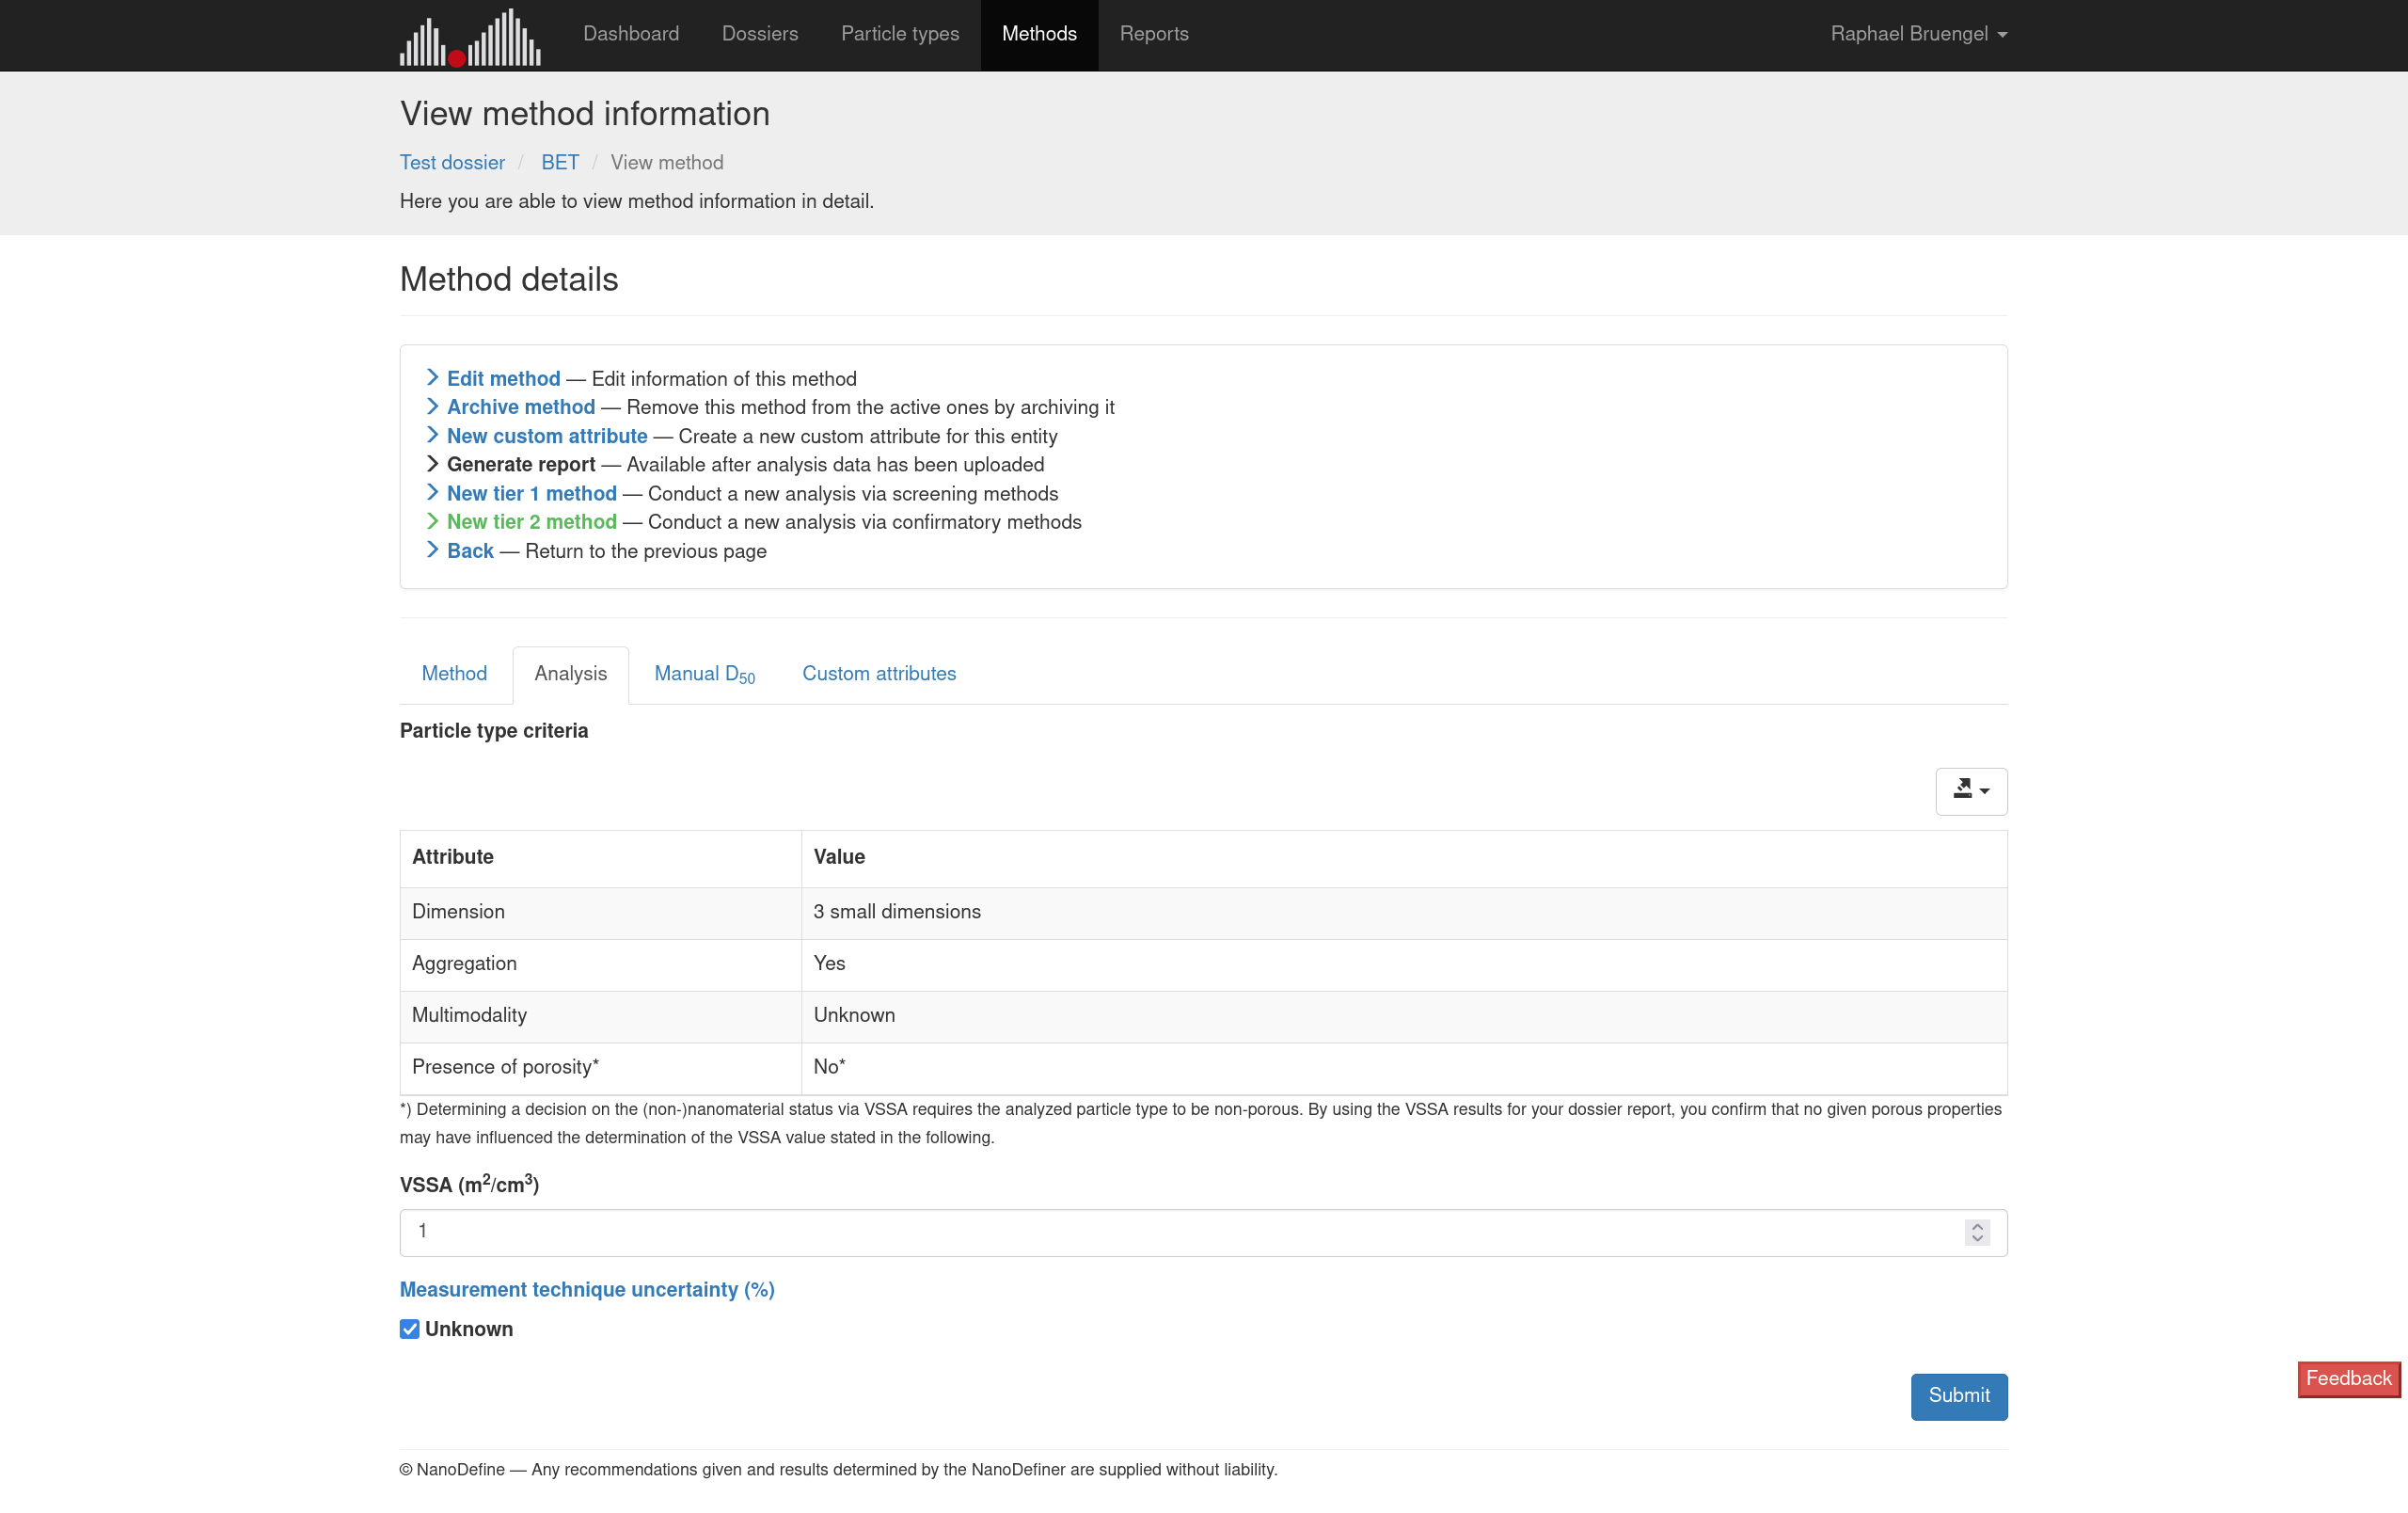 Dashboard Dossiers Particle types Methods Reports Raphael Bruengel
View method information
Test dossier / BET / View method
Here you are able to view method information in detail.
Method details
Edit method — Edit information of this method
Archive method — Remove this method from the active ones by archiving it
New custom attribute — Create a new custom attribute for this entity
Generate report — Available after analysis data has been uploaded
New tier 1 method — Conduct a new analysis via screening methods
New tier 2 method — Conduct a new analysis via confirmatory methods
Back — Return to the previous page
Method Analysis Manual D50 Custom attributes
Particle type criteria
Attribute Value
Dimension 3 small dimensions
Aggregation Yes
Multimodality Unknown
Presence of porosity* No*
*) Determining a decision on the (non-)nanomaterial status via VSSA requires the analyzed particle type to be non-porous. By using the VSSA results for your dossier report, you confirm that no given porous properties
may have influenced the determination of the VSSA value stated in the following.
VSSA (m²/cm³)
1
Measurement technique uncertainty (%)
Unknown
Feedback
Submit
© NanoDefine — Any recommendations given and results determined by the NanoDefiner are supplied without liability.